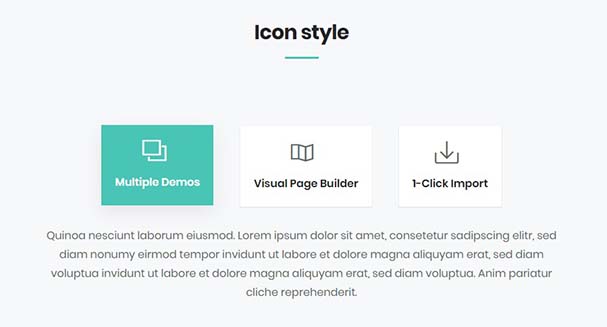 Icon style
Multiple Demos
Visual Page Builder
1-Click Import
Quinoa nesciunt laborum eiusmod. Lorem ipsum dolor sit amet, consetetur sadipscing elitr, sed
diam nonumy eirmod tempor invidunt ut labore et dolore magna aliquyam erat, sed diam
voluptua invidunt ut labore et dolore magna aliquyam erat, sed diam voluptua. Anim pariatur
cliche reprehenderit.